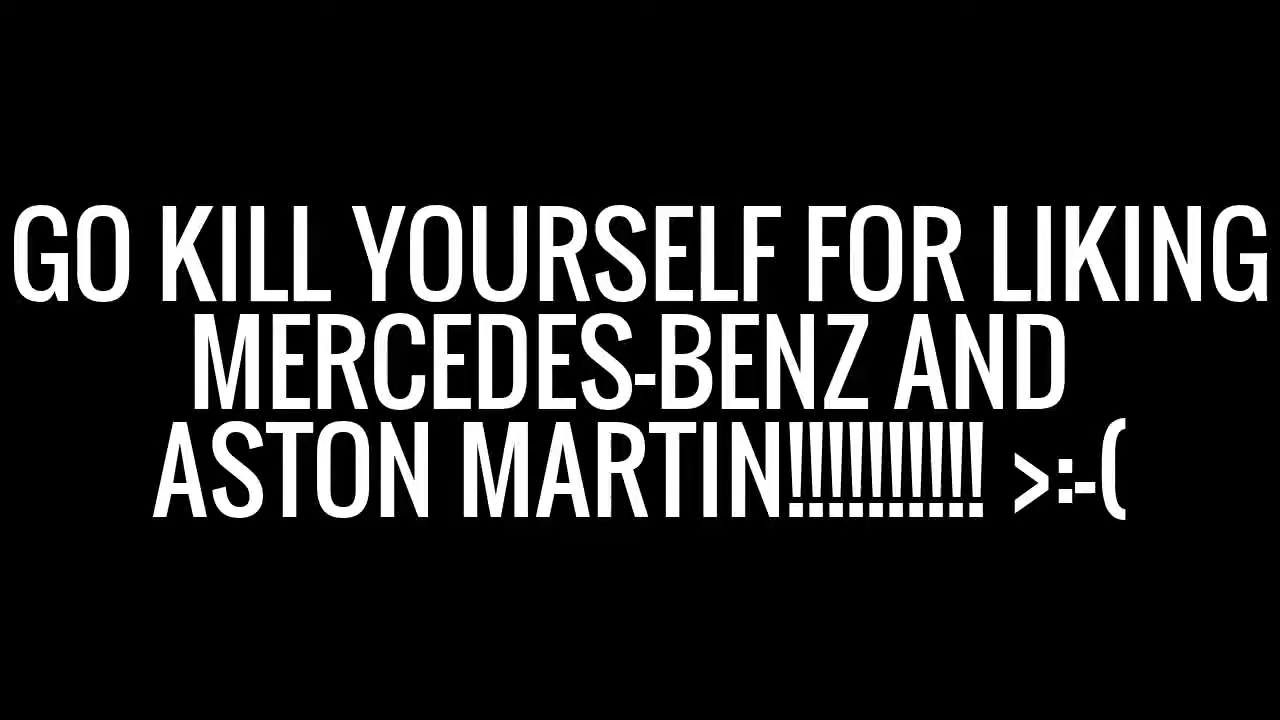 GO KILL YOURSELF FOR LIKING
MERCEDES-BENZ AND
ASTON MARTIN!!!!!!!!!! >:-(